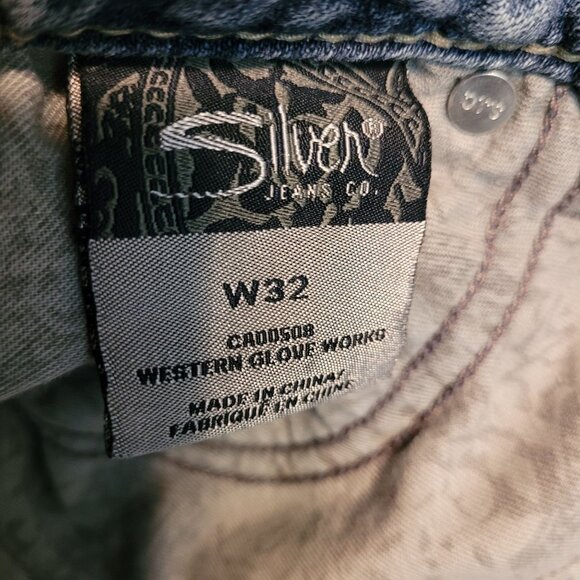 Silver®
JEANS CO.
W32
CA00508
WESTERN GLOVE WORKS
MADE IN CHINA/
FABRIQUE EN CHINE